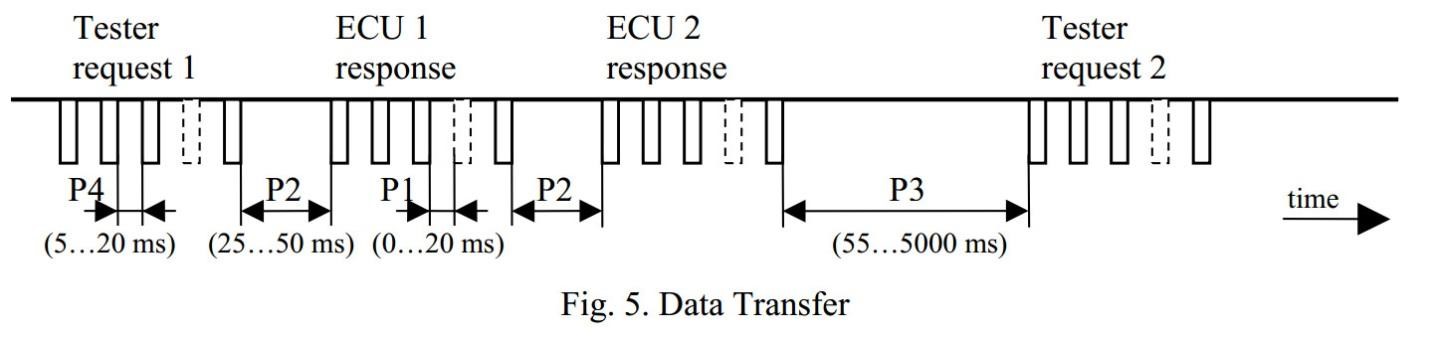 Tester
request 1
ECU 1
response
ECU 2
response
Tester
request 2
P4
P2
P1
P2
P3
time
(5…20 ms)
(25…50 ms)
(0…20 ms)
(55…5000 ms)
Fig. 5. Data Transfer